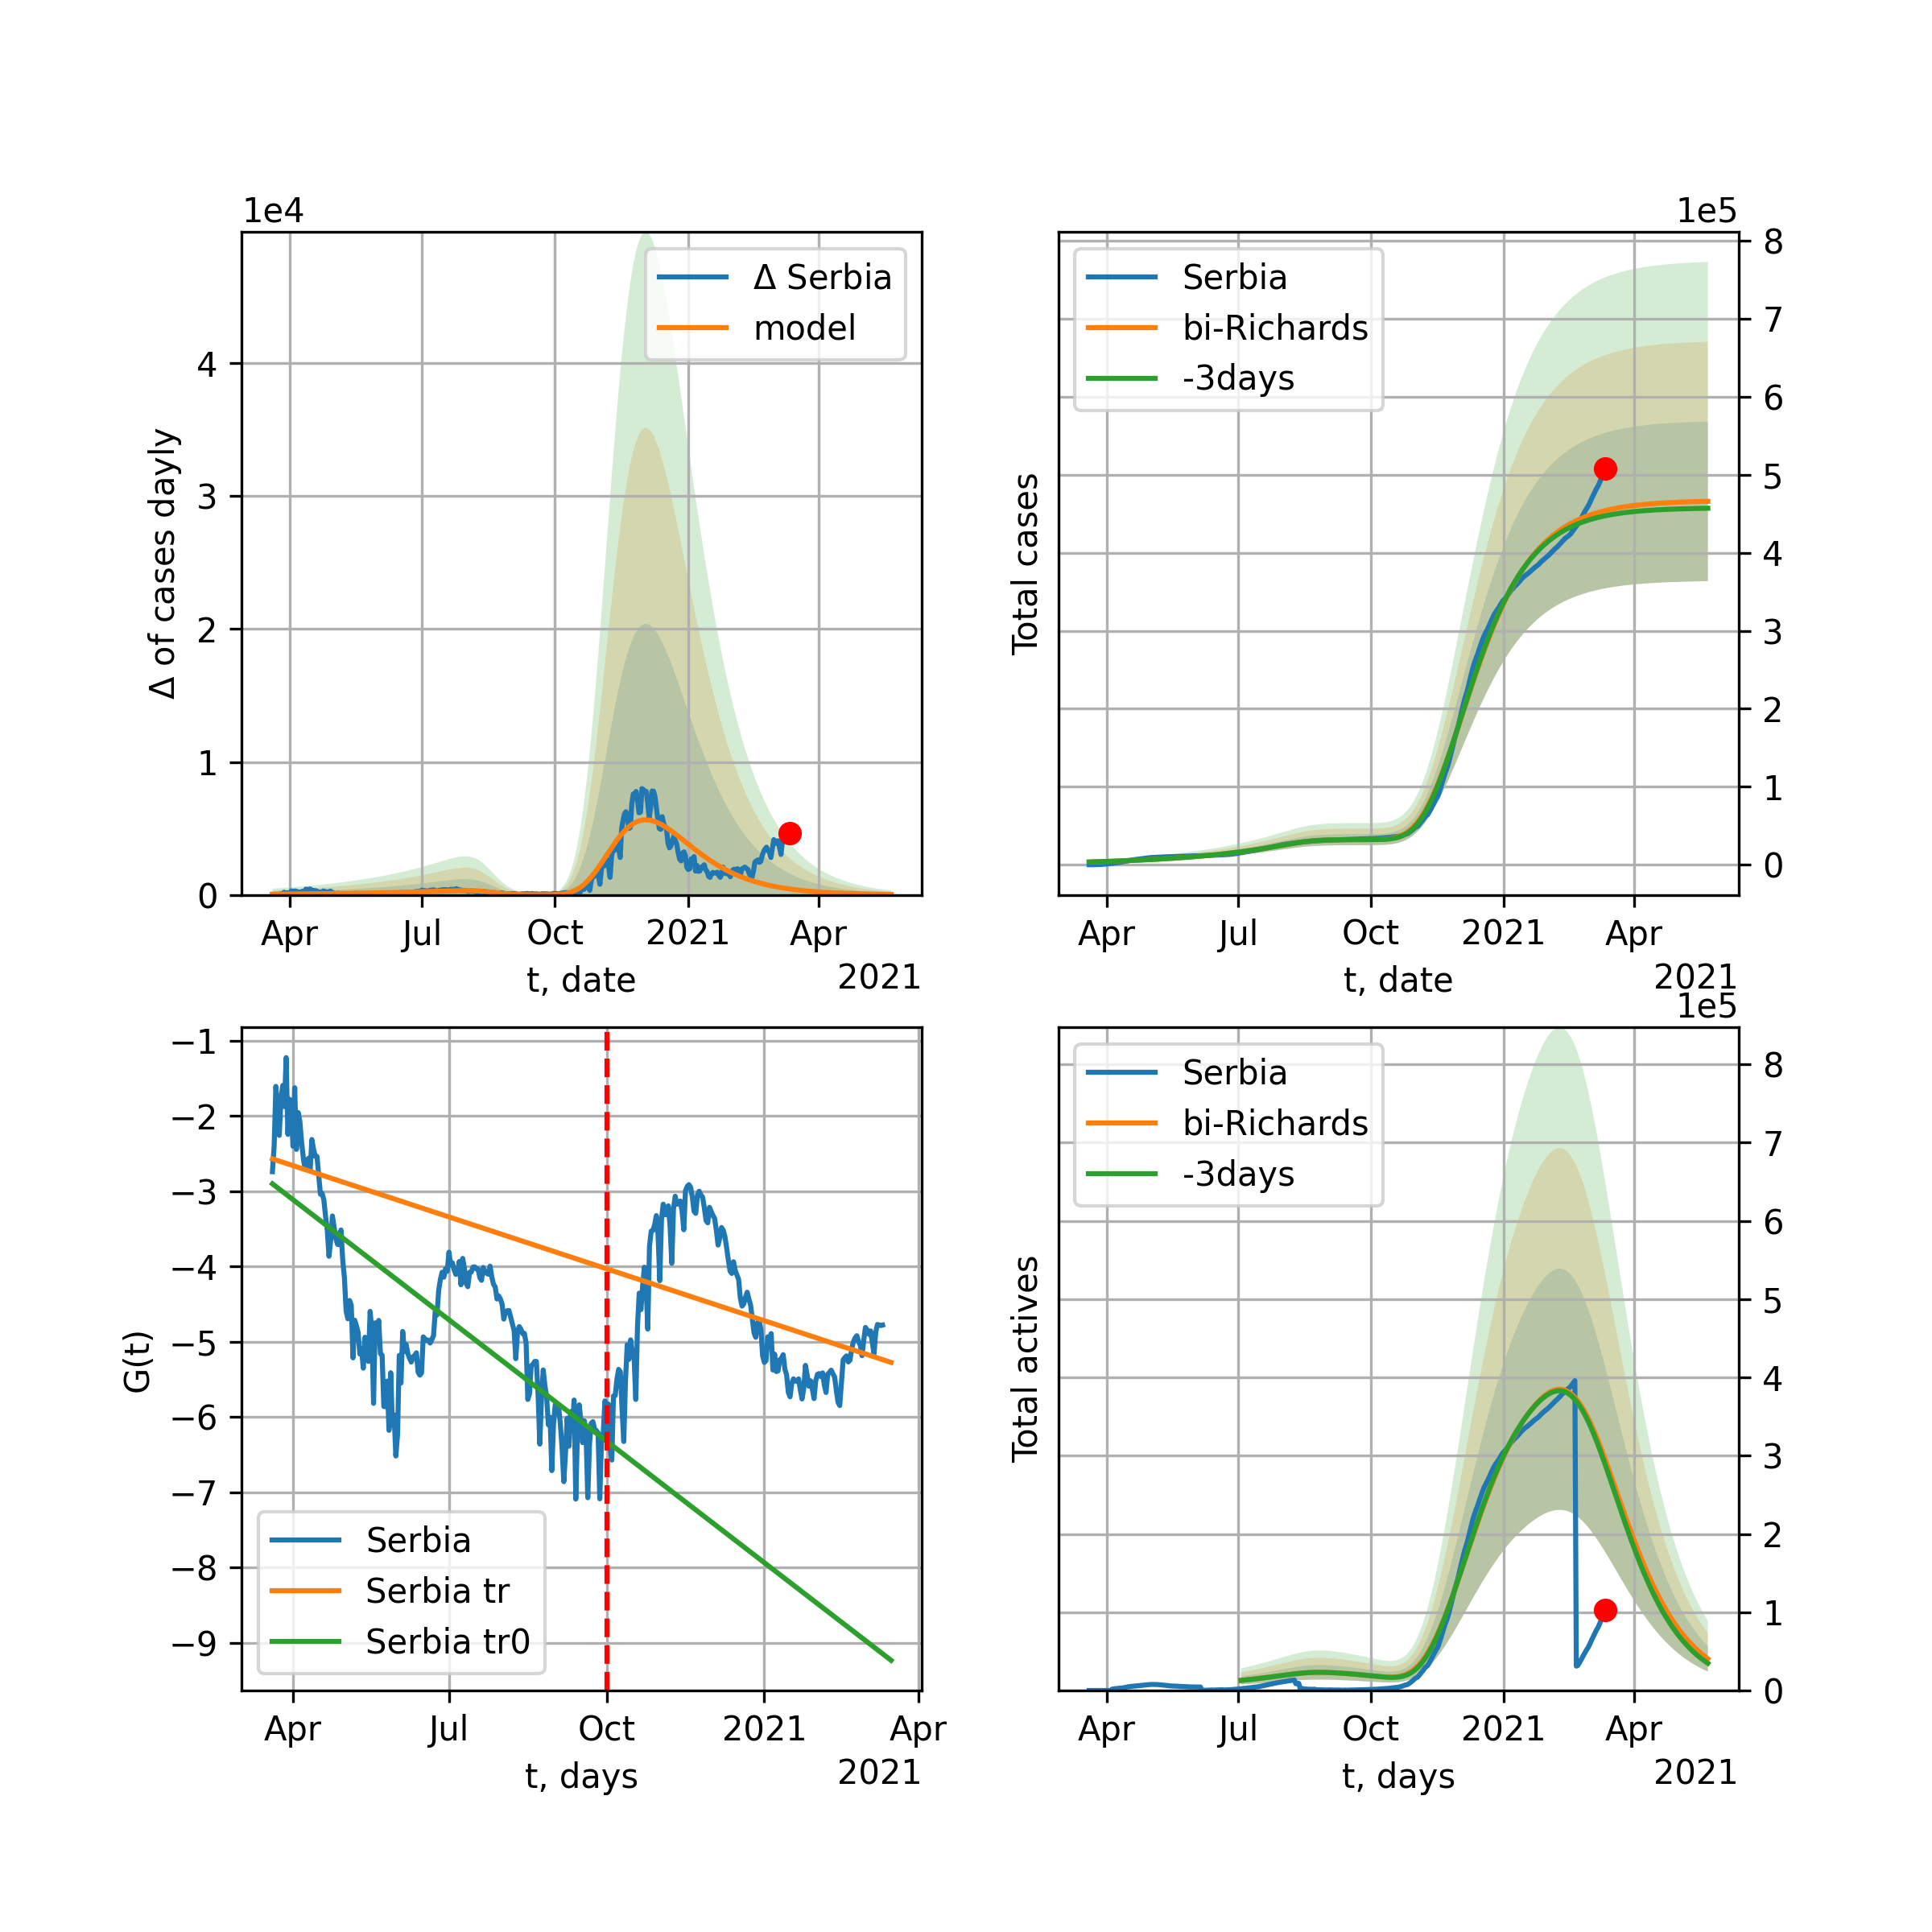 1e4
Δ Serbia
model
4
3
2
1
0
Δ of cases dayly
Apr
Jul
Oct
2021
Apr
t, date
2021
1e5
Serbia
bi-Richards
-3days
8
7
6
5
4
3
2
1
0
Total cases
Apr
Jul
Oct
2021
Apr
t, date
2021
−1
−2
−3
−4
−5
−6
−7
−8
−9
G(t)
Serbia
Serbia tr
Serbia tr0
Apr
Jul
Oct
2021
Apr
t, days
2021
1e5
Serbia
bi-Richards
-3days
8
7
6
5
4
3
2
1
0
Total actives
Apr
Jul
Oct
2021
Apr
t, days
2021